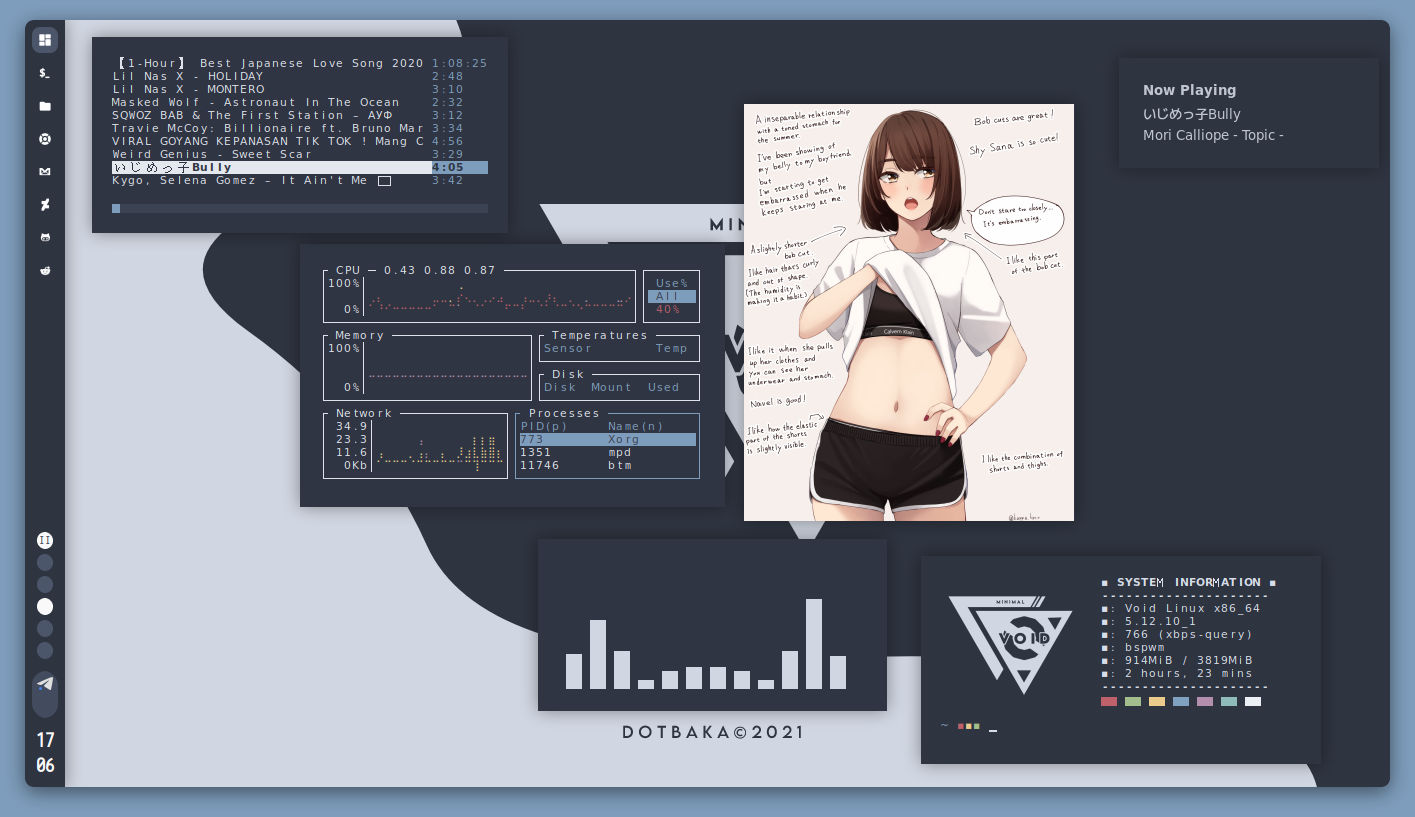 【1-Hour】 Best Japanese Love Song 2020 1:08:25
Lil Nas X - HOLIDAY 2:48
Lil Nas X - MONTERO 3:10
Masked Wolf - Astronaut In The Ocean 2:32
SQWOZ BAB & The First Station – АУФ 3:12
Travie McCoy: Billionaire ft. Bruno Mar 3:34
VIRAL GOYANG KEPANASAN TIK TOK ! Mang C 4:56
Weird Genius - Sweet Scar 3:29
いじめっ子Bully 4:05
Kygo, Selena Gomez – It Ain't Me 3:42
Now Playing
いじめっ子Bully
Mori Calliope - Topic -
MIN
CPU — 0.43 0.88 0.87
100%
0%
Use%
All
40%
Memory
100%
0%
Temperatures
Sensor Temp
Disk
Disk Mount Used
Network
34.9
23.3
11.6
0Kb
Processes
PID(p) Name(n)
773 Xorg
1351 mpd
11746 btm
A inseparable relationship
with a toned stomach for
the summer.
I've been showing of
my belly to my boyfriend.
but
I'm starting to get
embarrassed when he
keeps staring as me.
Bob cuts are great!
Shy Sana is so cute!
Don't stare too closely...
It's embarrassing.
A slightly shorter
bob cut.
I like this part
of the bob cut.
I like hair that's curly
and out of shape.
(The humidity is
making it a habit.)
Calvern Klain
I like it when she pulls
up her clothes and
you can see her
underwear and stomach.
Navel is good!
I like how the elastic
part of the shorts
is slightly visible.
I like the combination of
shorts and thighs.
DOTBAKA©2021
MINIMAL
VOID
▪ SYSTEM INFORMATION ▪
---------------------
▪: Void Linux x86_64
▪: 5.12.10_1
▪: 766 (xbps-query)
▪: bspwm
▪: 914MiB / 3819MiB
▪: 2 hours, 23 mins
---------------------
~ ▪▪▪ _
$_
II
17
06